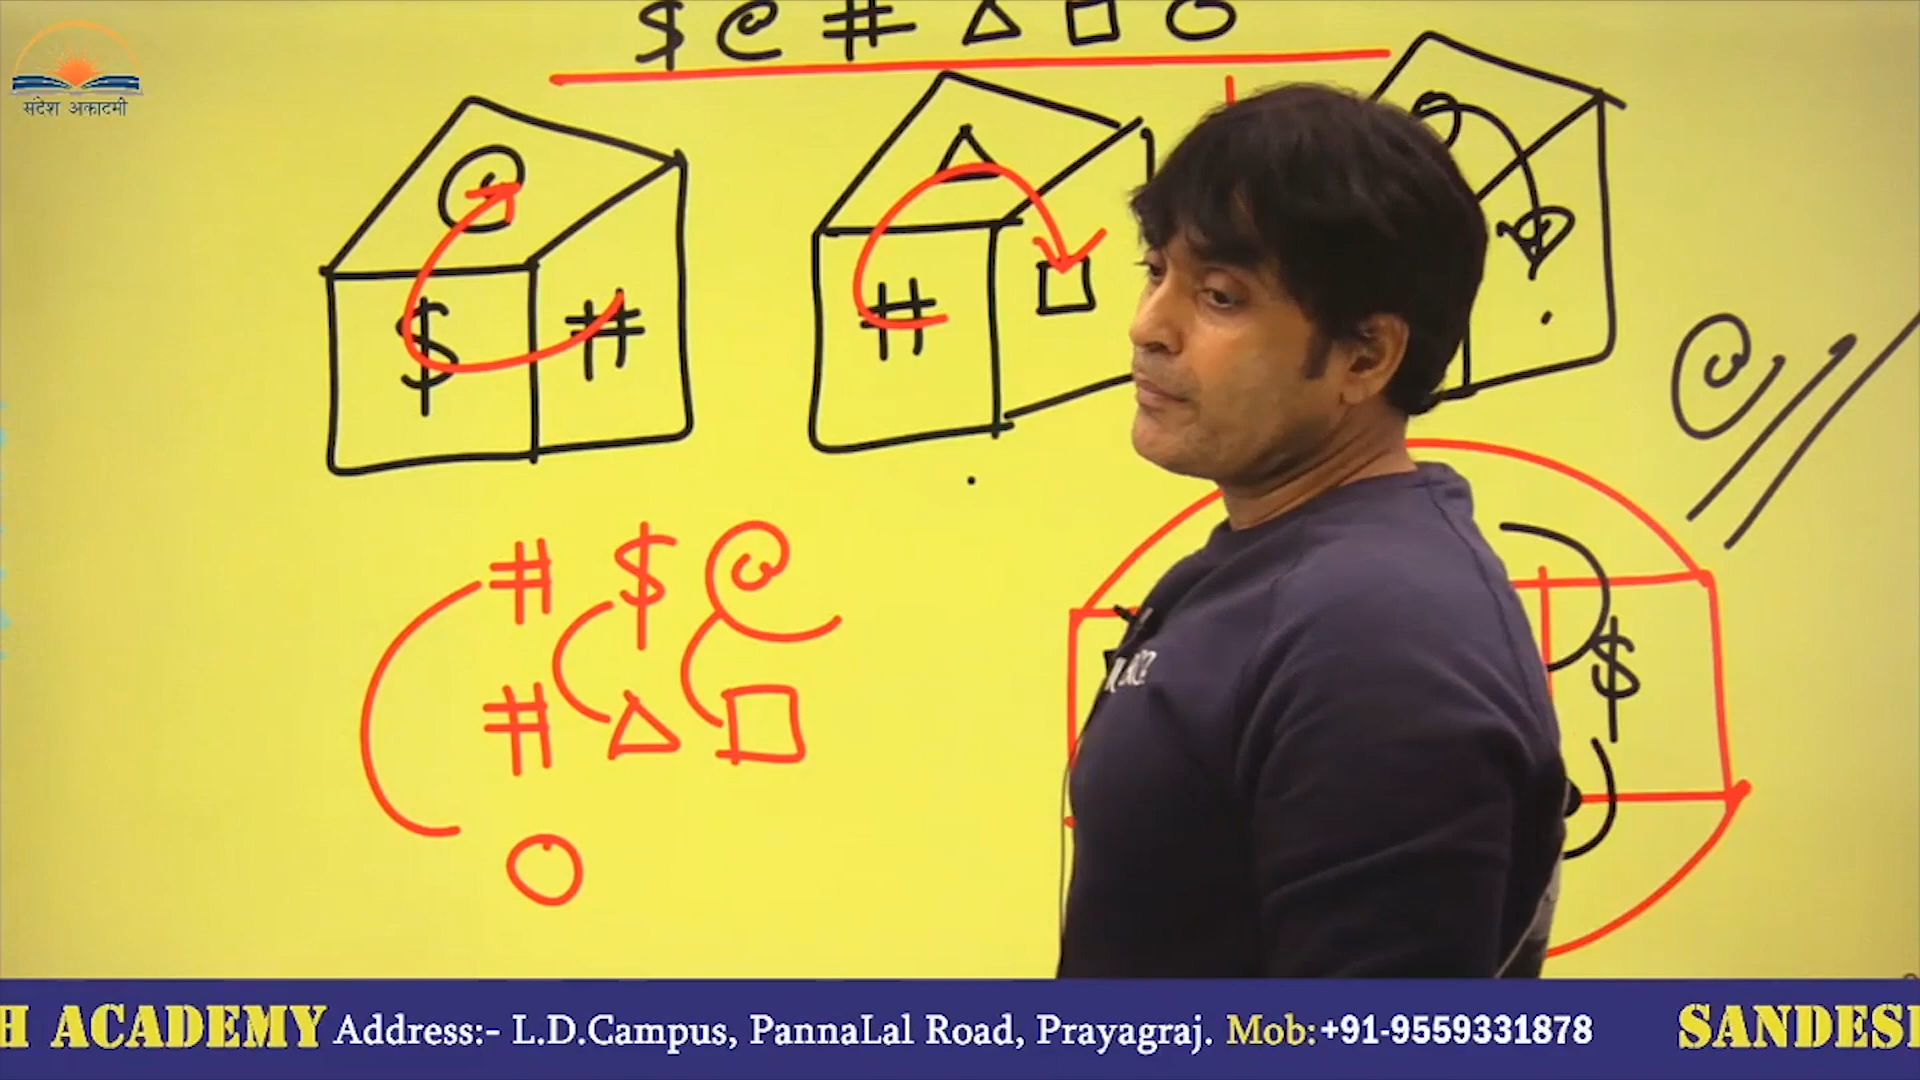 $ @ # △ □ ○
संदेश अकादमी
@
$ #
△
# □
@
# $ @
# △ □
○
$
H ACADEMY Address:- L.D.Campus, PannaLal Road, Prayagraj. Mob:+91-9559331878 SANDES